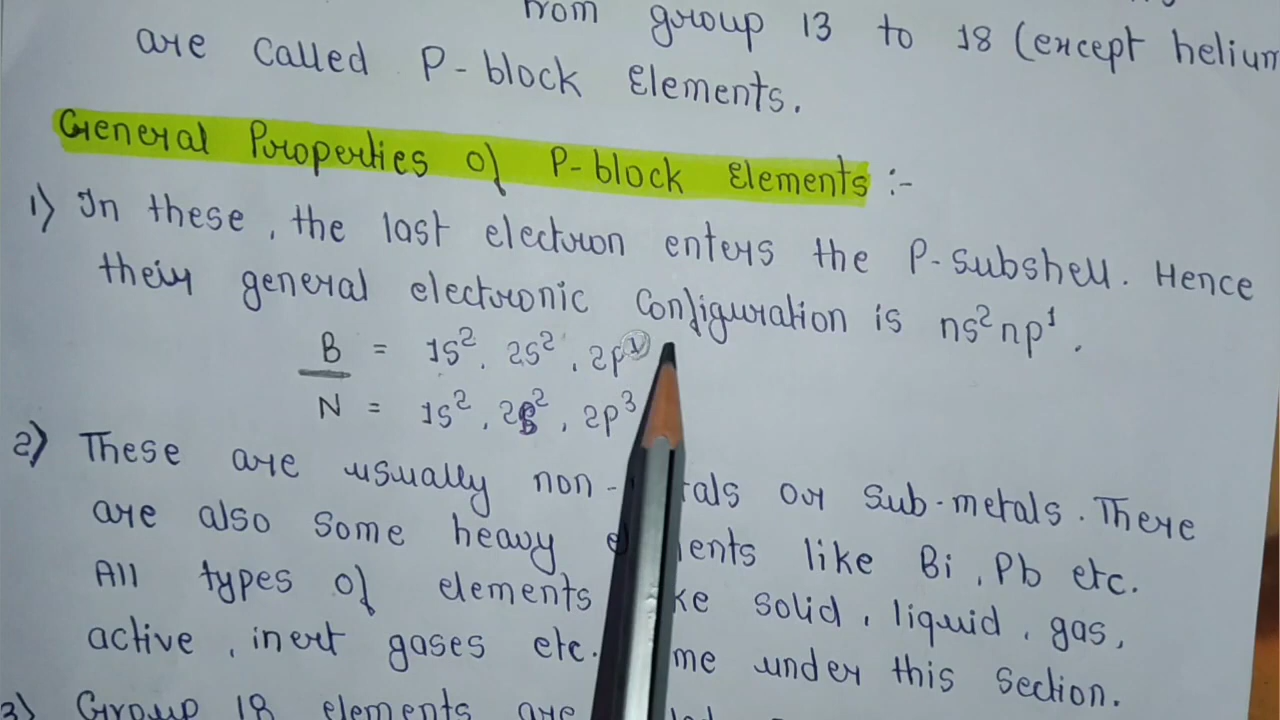 from group 13 to 18 (except helium
are called P-block Elements.
General Properties of P-block Elements :-
1) In these, the last electron enters the P-subshell. Hence
their general electronic configuration is ns² np¹.
B = 1s², 2s², 2p¹
N = 1s², 2s², 2p³
2) These are usually non- tals or Sub-metals. There
are also some heavy e ents like Bi, Pb etc.
All types of elements ke solid, liquid, gas,
active, inert gases etc. me under this section.
3) Group 18 elements are